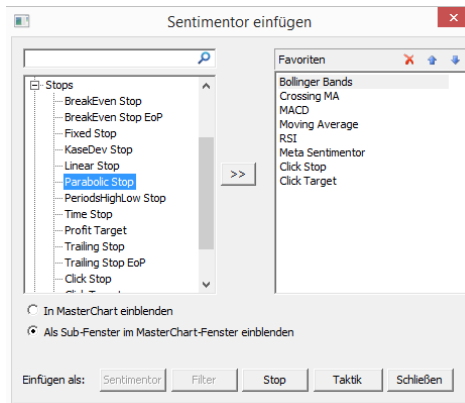 Sentimentor einfügen
Stops
BreakEven Stop
BreakEven Stop EoP
Fixed Stop
KaseDev Stop
Linear Stop
Parabolic Stop
PeriodsHighLow Stop
Time Stop
Profit Target
Trailing Stop
Trailing Stop EoP
Click Stop
>>
Favoriten
Bollinger Bands
Crossing MA
MACD
Moving Average
RSI
Meta Sentimentor
Click Stop
Click Target
In MasterChart einblenden
Als Sub-Fenster im MasterChart-Fenster einblenden
Einfügen als: Sentimentor Filter Stop Taktik Schließen